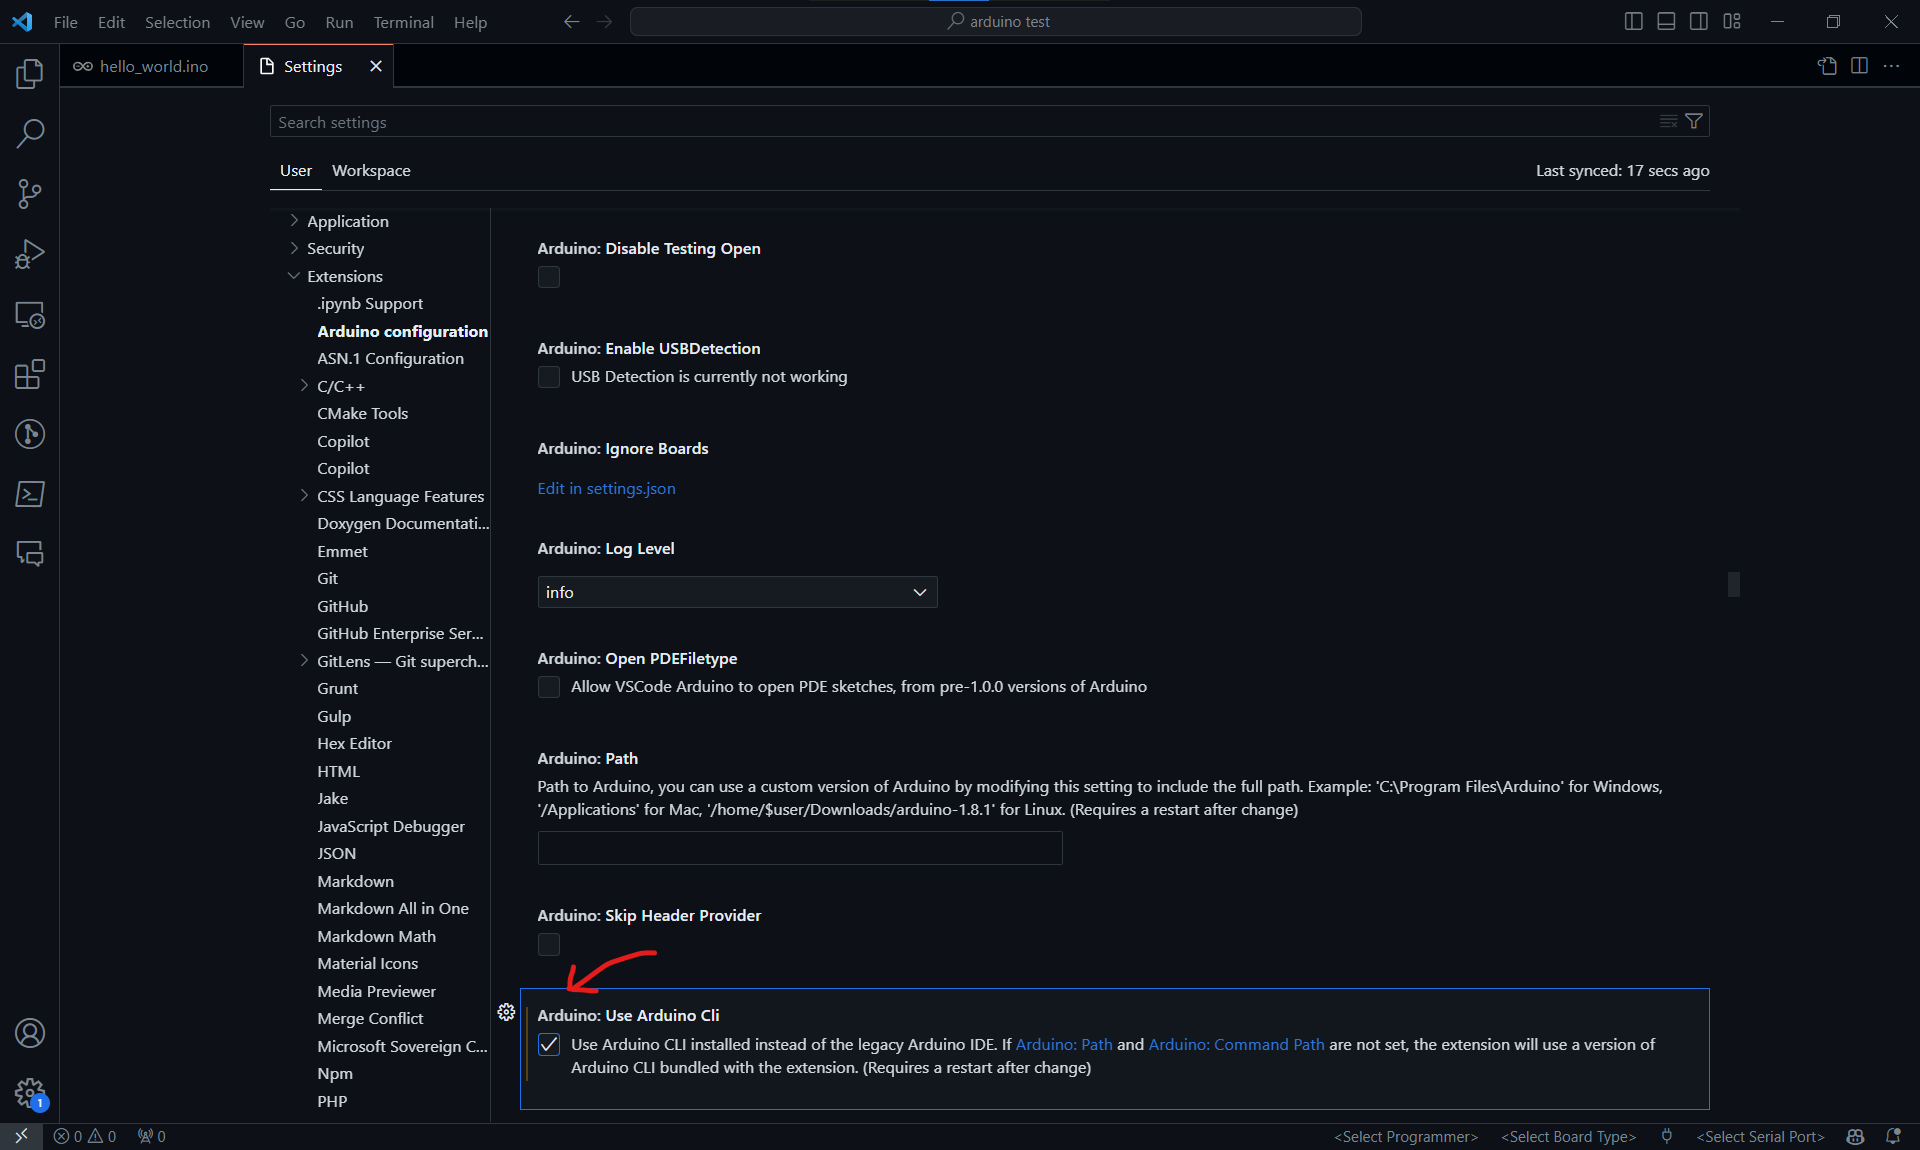 File Edit Selection View Go Run Terminal Help
arduino test
hello_world.ino
Settings
Search settings
User Workspace
Last synced: 17 secs ago
Application
Security
Extensions
.ipynb Support
Arduino configuration
ASN.1 Configuration
C/C++
CMake Tools
Copilot
Copilot
CSS Language Features
Doxygen Documentati...
Emmet
Git
GitHub
GitHub Enterprise Ser...
GitLens — Git superch...
Grunt
Gulp
Hex Editor
HTML
Jake
JavaScript Debugger
JSON
Markdown
Markdown All in One
Markdown Math
Material Icons
Media Previewer
Merge Conflict
Microsoft Sovereign C...
Npm
PHP
Arduino: Disable Testing Open
Arduino: Enable USBDetection
USB Detection is currently not working
Arduino: Ignore Boards
Edit in settings.json
Arduino: Log Level
info
Arduino: Open PDEFiletype
Allow VSCode Arduino to open PDE sketches, from pre-1.0.0 versions of Arduino
Arduino: Path
Path to Arduino, you can use a custom version of Arduino by modifying this setting to include the full path. Example: 'C:\Program Files\Arduino' for Windows,
'/Applications' for Mac, '/home/$user/Downloads/arduino-1.8.1' for Linux. (Requires a restart after change)
Arduino: Skip Header Provider
Arduino: Use Arduino Cli
Use Arduino CLI installed instead of the legacy Arduino IDE. If Arduino: Path and Arduino: Command Path are not set, the extension will use a version of
Arduino CLI bundled with the extension. (Requires a restart after change)
1
0 0 0
<Select Programmer> <Select Board Type> <Select Serial Port>